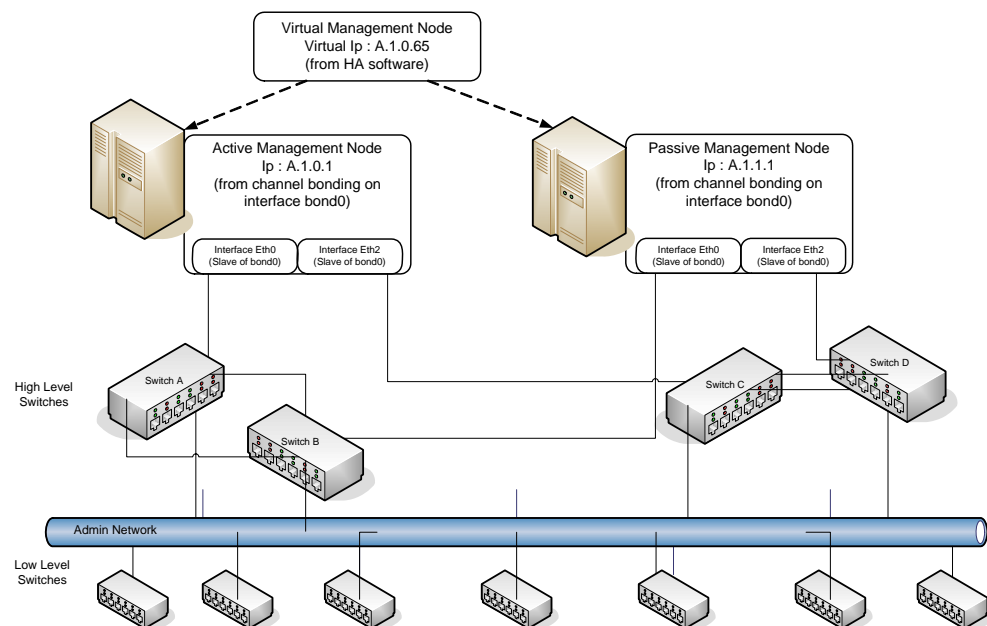 Virtual Management Node
Virtual Ip : A.1.0.65
(from HA software)
Active Management Node
Ip : A.1.0.1
(from channel bonding on
interface bond0)
Interface Eth0
(Slave of bond0)
Interface Eth2
(Slave of bond0)
Passive Management Node
Ip : A.1.1.1
(from channel bonding on
interface bond0)
Interface Eth0
(Slave of bond0)
Interface Eth2
(Slave of bond0)
High Level
Switches
Switch A
Switch B
Switch C
Switch D
Admin Network
Low Level
Switches